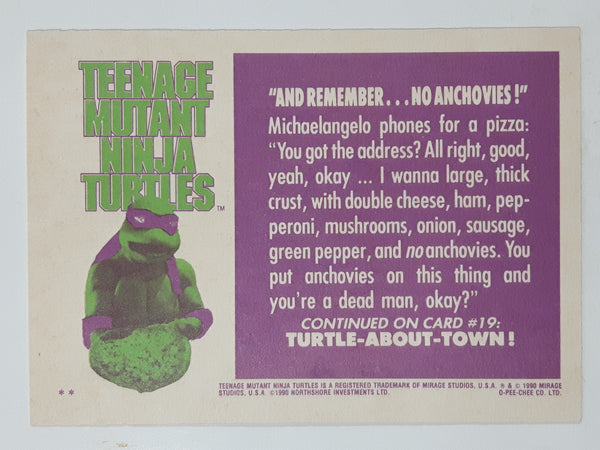 TEENAGE
MUTANT
NINJA
TURTLES™
"AND REMEMBER . . . NO ANCHOVIES !"
Michaelangelo phones for a pizza:
"You got the address? All right, good,
yeah, okay ... I wanna large, thick
crust, with double cheese, ham, pep-
peroni, mushrooms, onion, sausage,
green pepper, and no anchovies. You
put anchovies on this thing and
you're a dead man, okay?"
CONTINUED ON CARD #19:
TURTLE-ABOUT-TOWN!
* *
TEENAGE MUTANT NINJA TURTLES IS A REGISTERED TRADEMARK OF MIRAGE STUDIOS, U.S.A. ® & © 1990 MIRAGE
STUDIOS, U.S.A. ©1990 NORTHSHORE INVESTMENTS LTD. O-PEE-CHEE CO. LTD.